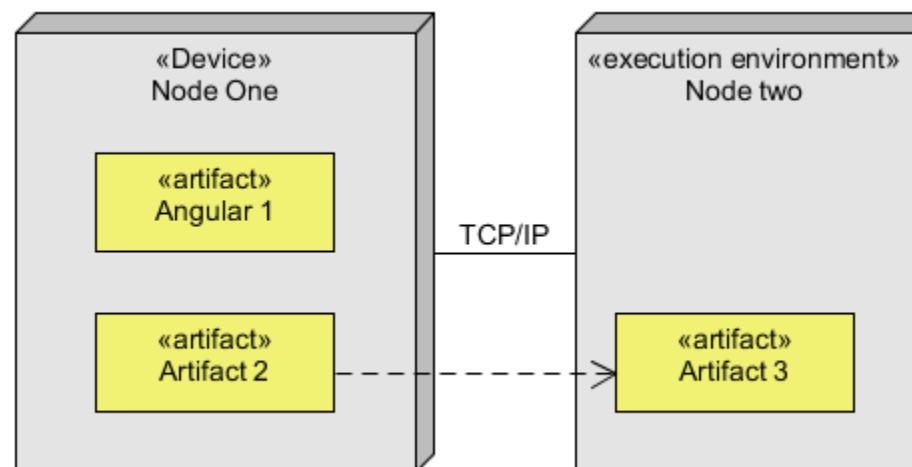 «Device»
Node One
«artifact»
Angular 1
«artifact»
Artifact 2
TCP/IP
«execution environment»
Node two
«artifact»
Artifact 3